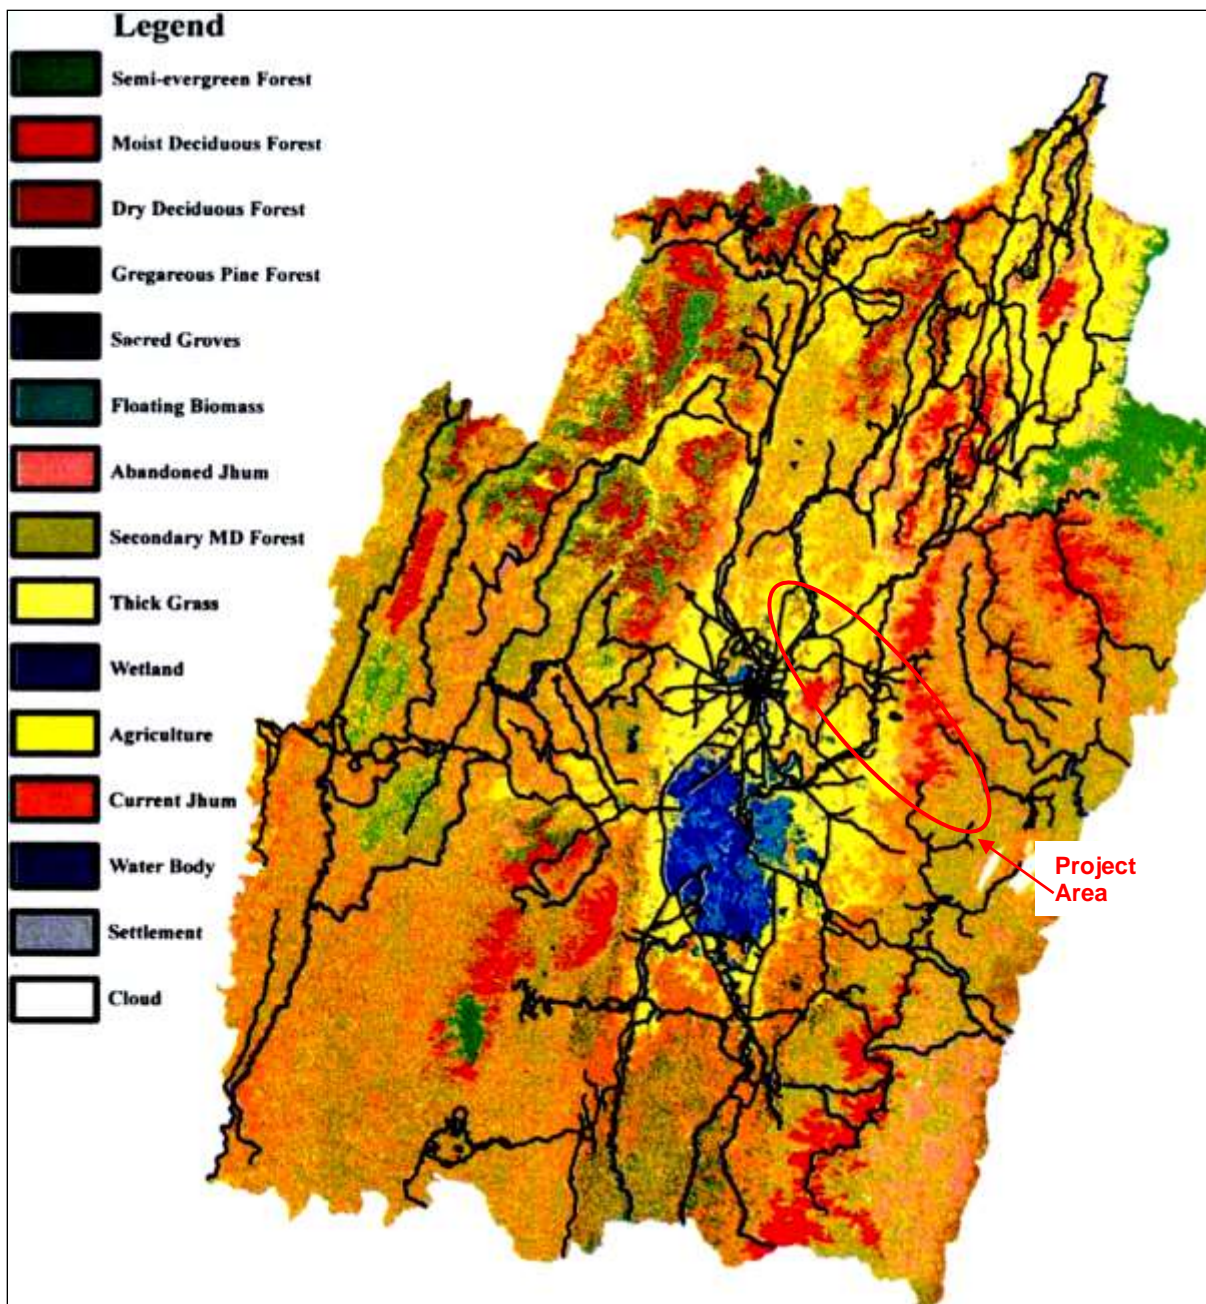 Legend
Semi-evergreen Forest
Moist Deciduous Forest
Dry Deciduous Forest
Gregareous Pine Forest
Sacred Groves
Floating Biomass
Abandoned Jhum
Secondary MD Forest
Thick Grass
Wetland
Agriculture
Current Jhum
Water Body
Settlement
Cloud
Project
Area